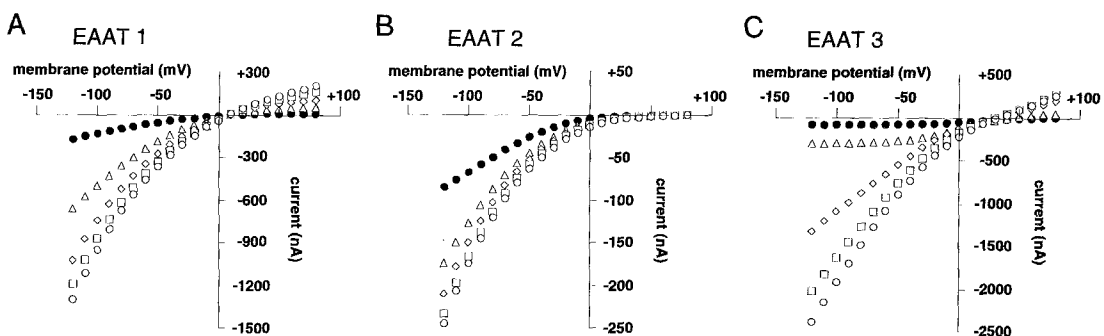 A
EAAT 1
membrane potential (mV)
-150 -100 -50 +100
+300
-300
-600
-900
-1200
-1500
current (nA)
B
EAAT 2
membrane potential (mV)
-150 -100 -50 +100
+50
-50
-100
-150
-200
-250
current (nA)
C
EAAT 3
membrane potential (mV)
-150 -100 -50 +100
+500
-500
-1000
-1500
-2000
-2500
current (nA)